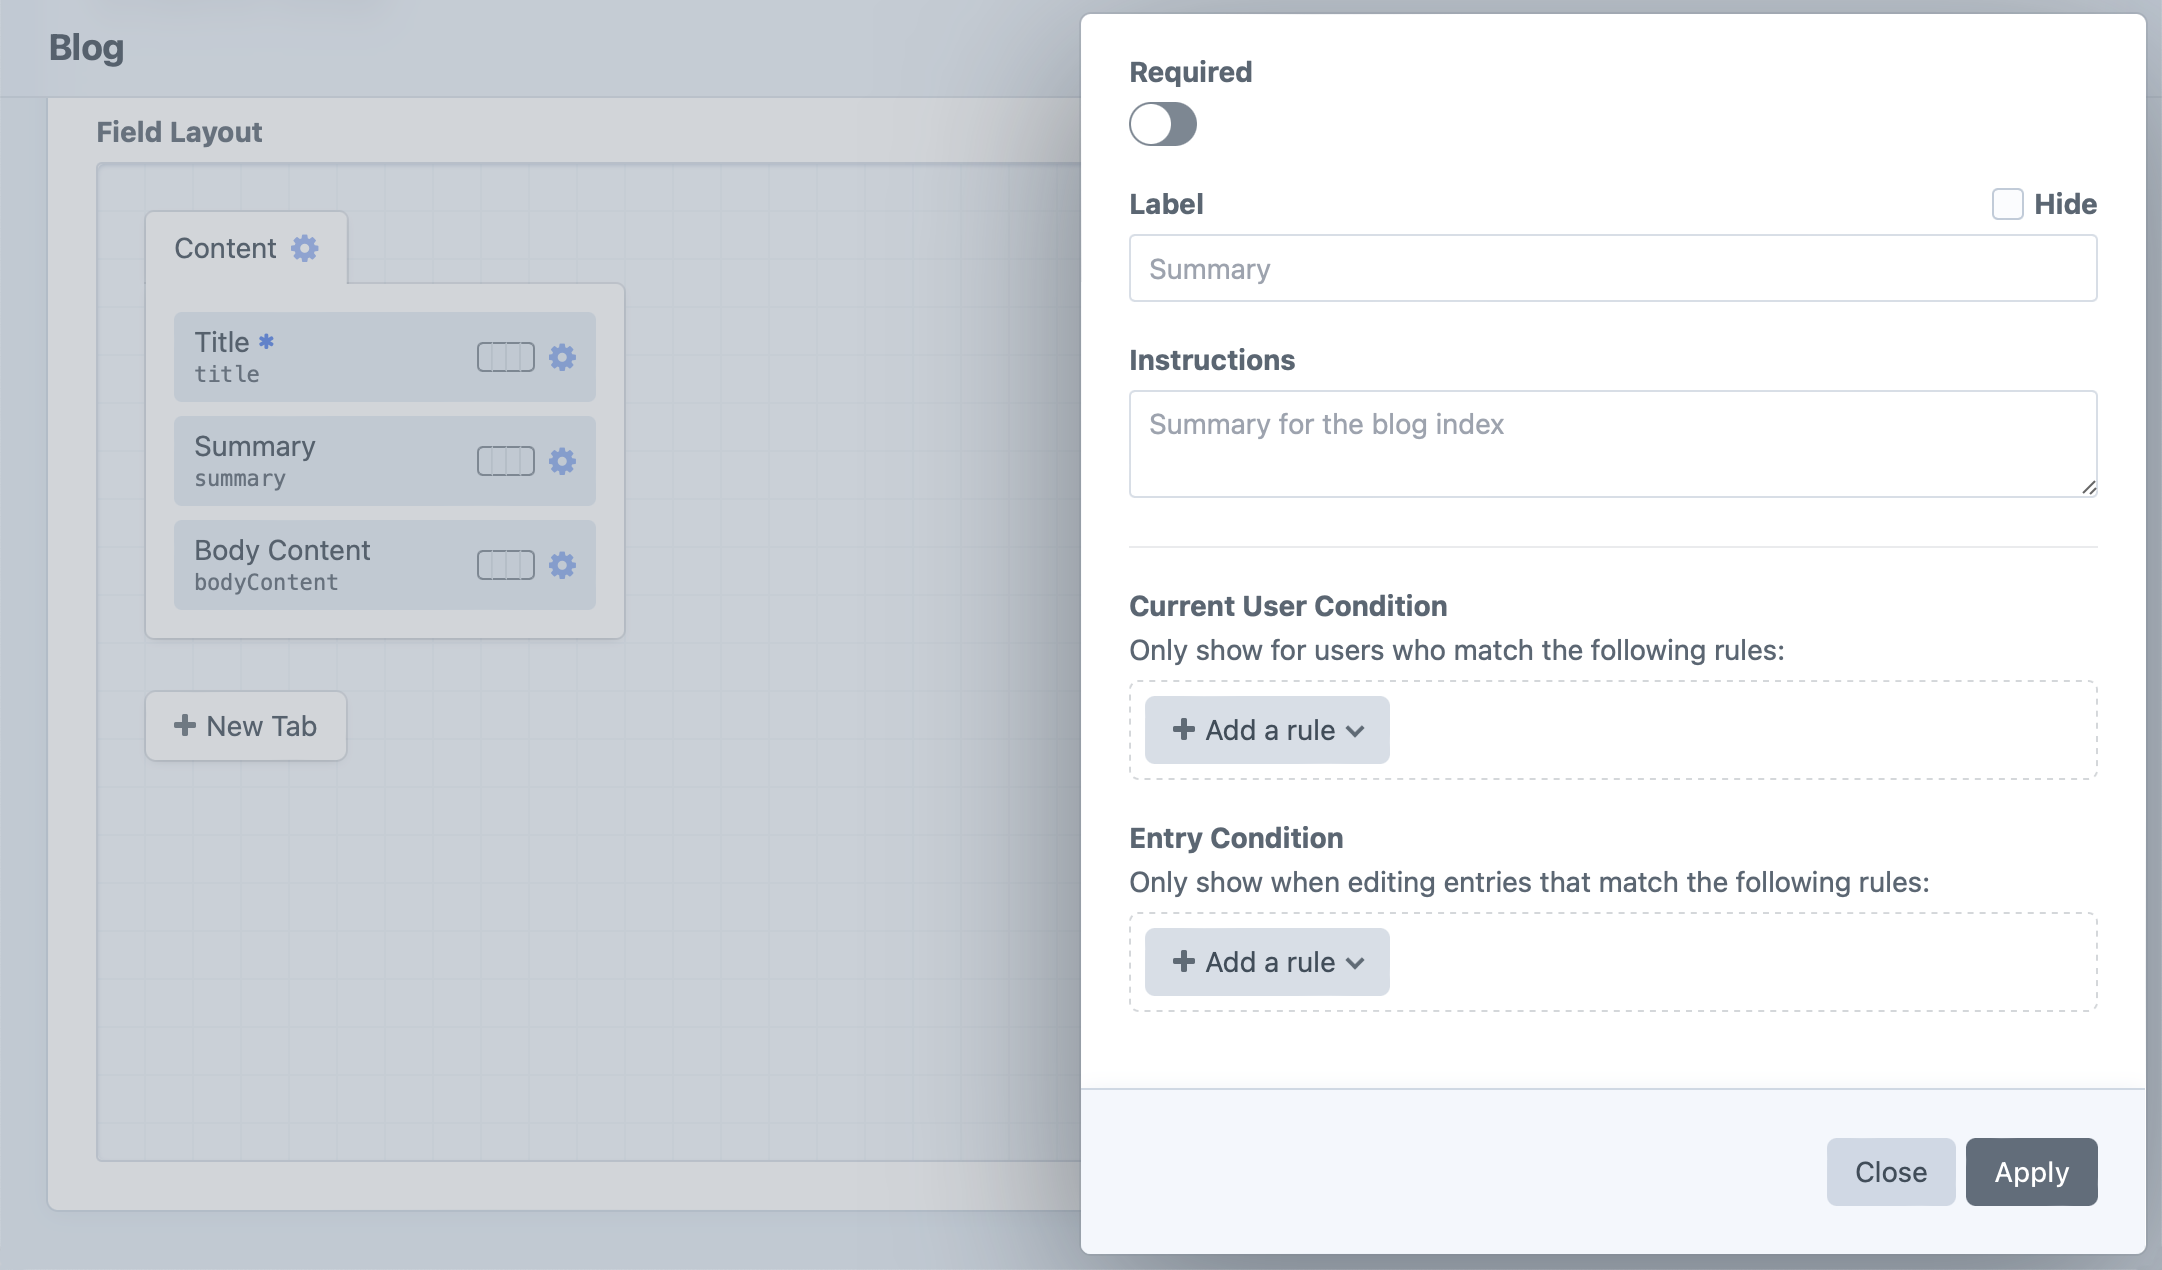 Blog
Field Layout
Content
Title *
title
Summary
summary
Body Content
bodyContent
+ New Tab
Required
Label
Hide
Summary
Instructions
Summary for the blog index
Current User Condition
Only show for users who match the following rules:
+ Add a rule
Entry Condition
Only show when editing entries that match the following rules:
+ Add a rule
Close
Apply